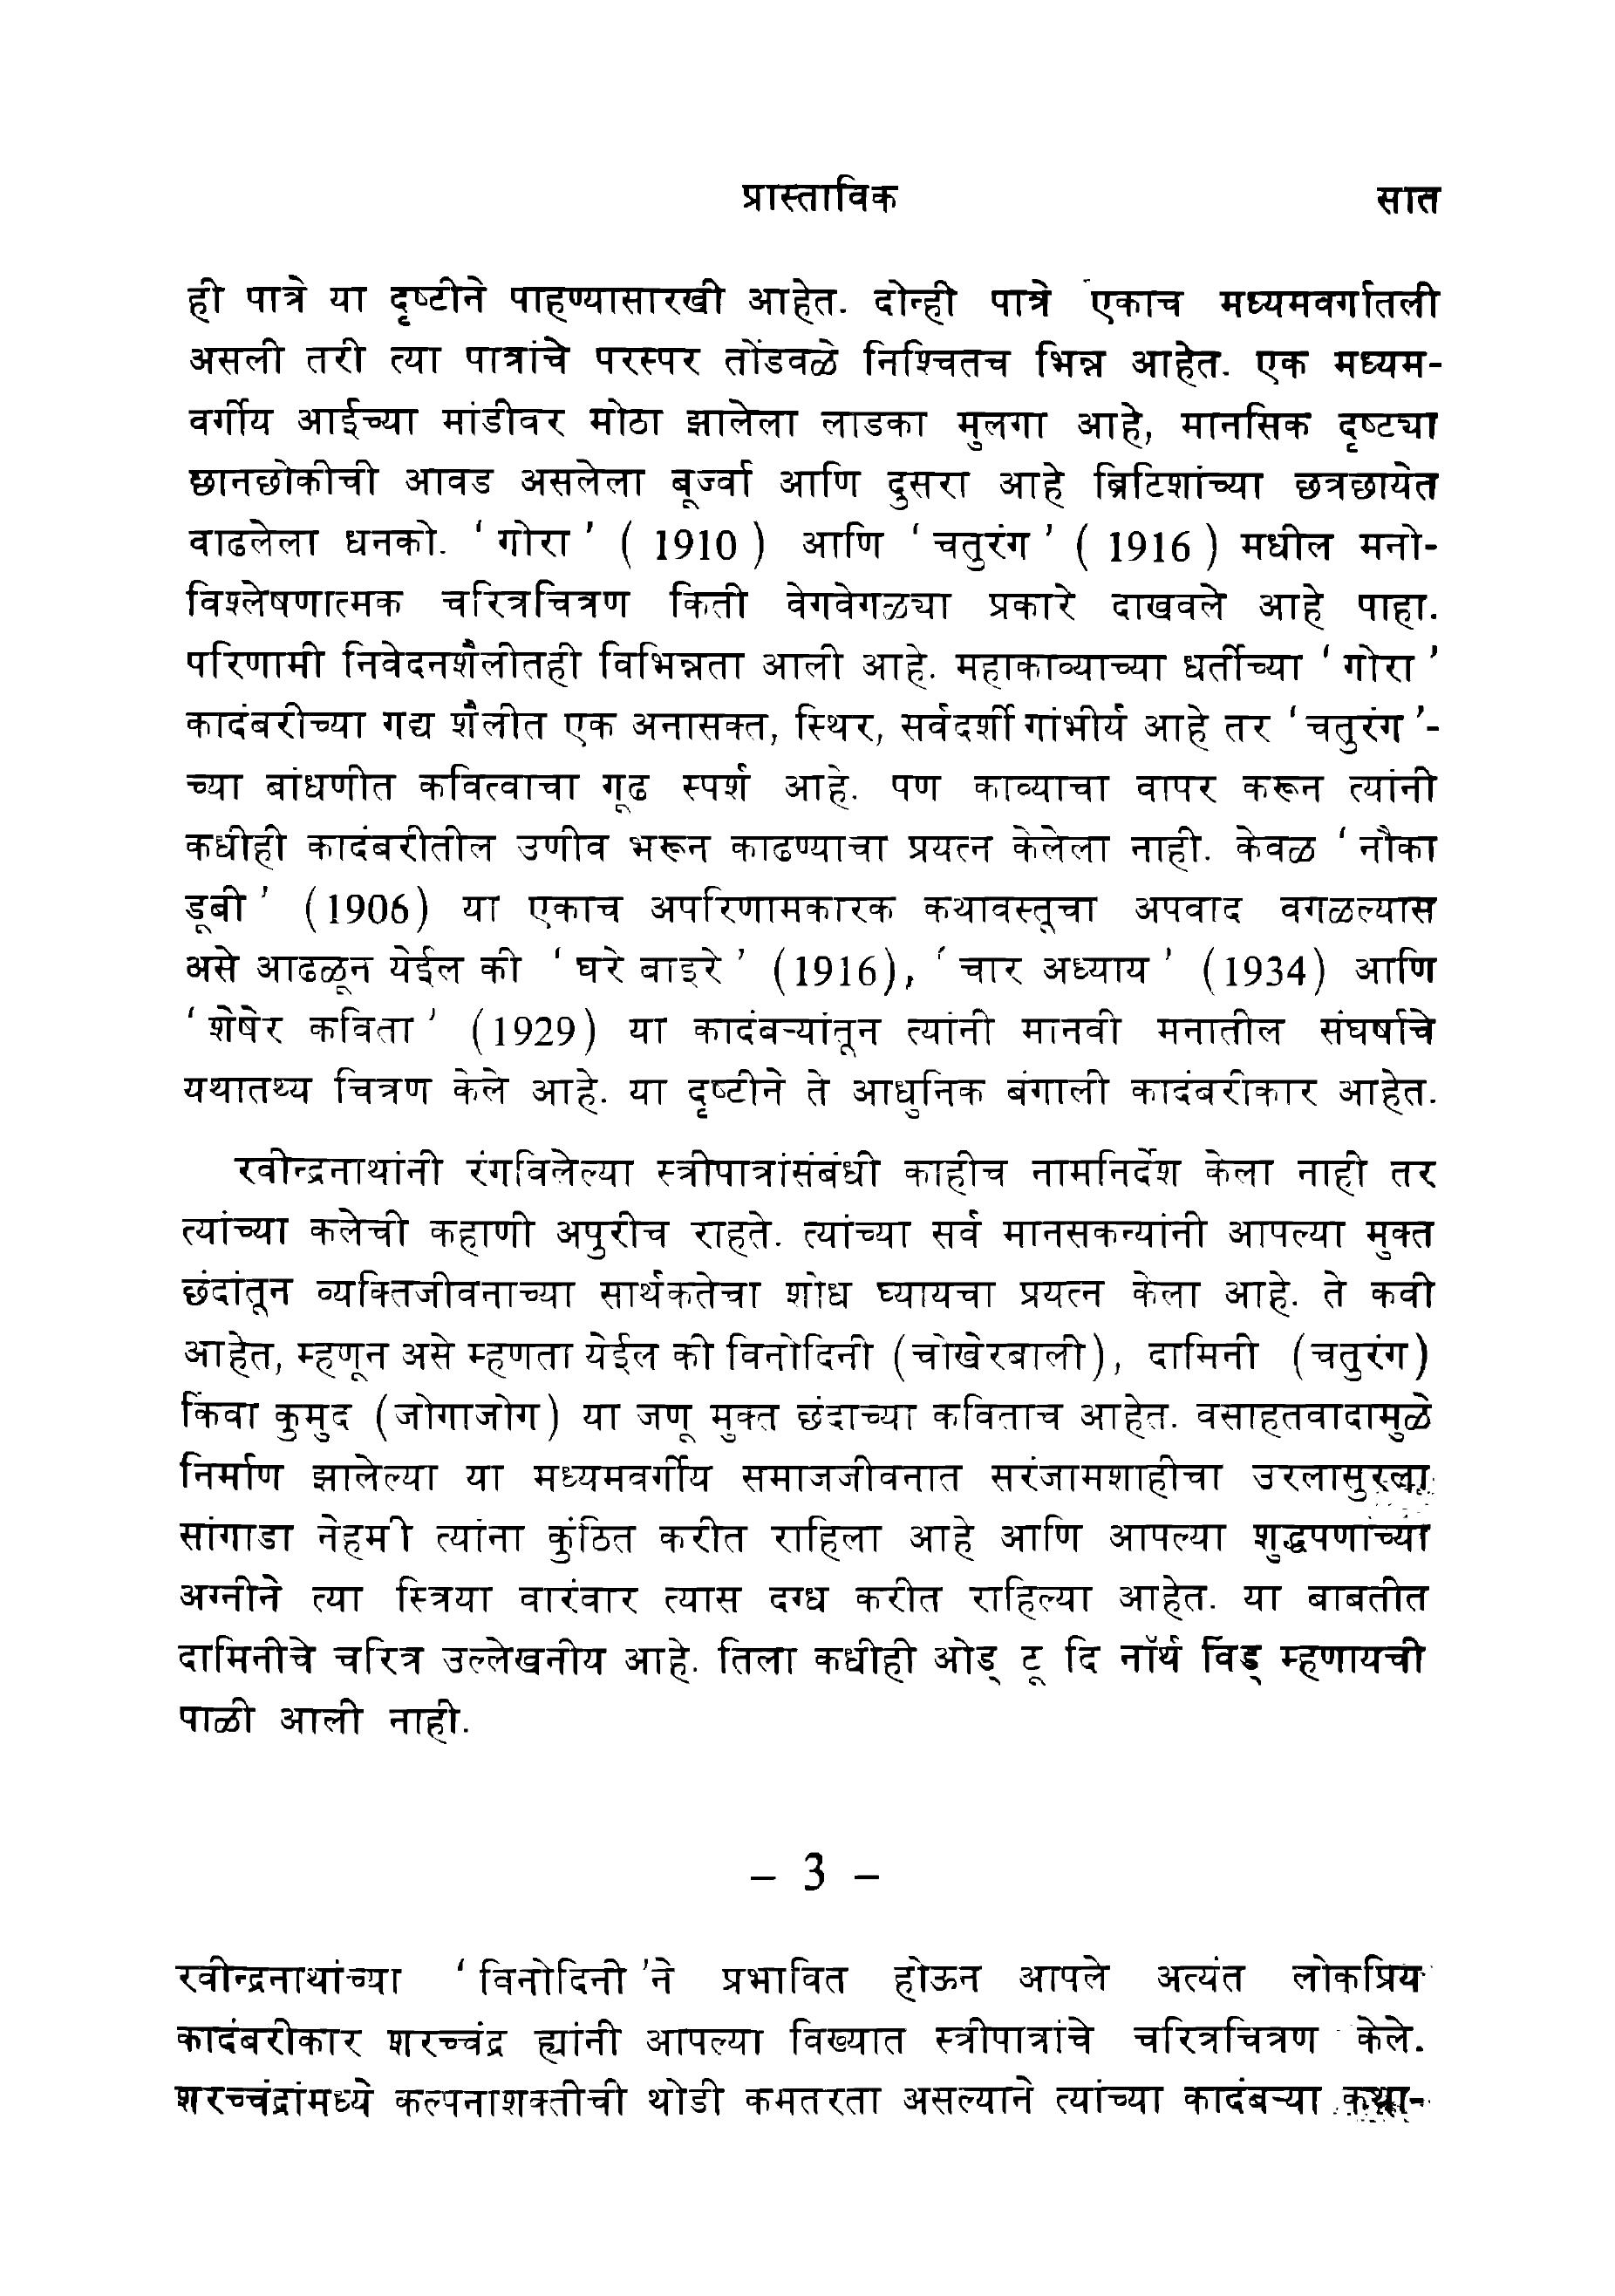 प्रास्ताविक सात
ही पात्रे या दृष्टीने पाहण्यासारखी आहेत. दोन्ही पात्रे एकाच मध्यमवर्गातली
असली तरी त्या पात्रांचे परस्पर तोंडवळे निश्चितच भिन्न आहेत. एक मध्यम-
वर्गीय आईच्या मांडीवर मोठा झालेला लाडका मुलगा आहे, मानसिक दृष्ट्या
छानछोकीची आवड असलेला बूर्ज्वा आणि दुसरा आहे ब्रिटिशांच्या छत्रछायेत
वाढलेला धनको. ‘ गोरा ’ ( 1910 ) आणि ‘ चतुरंग ’ ( 1916 ) मधील मनो-
विश्लेषणात्मक चरित्रचित्रण किती वेगवेगळ्या प्रकारे दाखवले आहे पाहा.
परिणामी निवेदनशैलीतही विभिन्नता आली आहे. महाकाव्याच्या धर्तीच्या ‘ गोरा ’
कादंबरीच्या गद्य शैलीत एक अनासक्त, स्थिर, सर्वदर्शी गांभीर्य आहे तर ‘ चतुरंग ’-
च्या बांधणीत कवित्वाचा गूढ स्पर्श आहे. पण काव्याचा वापर करून त्यांनी
कधीही कादंबरीतील उणीव भरून काढण्याचा प्रयत्न केलेला नाही. केवळ ‘ नौका
डूबी ’ (1906) या एकाच अपरिणामकारक कथावस्तूचा अपवाद वगळल्यास
असे आढळून येईल की ‘ घरे बाइरे ’ (1916), ‘ चार अध्याय ’ (1934) आणि
‘ शेषेर कविता ’ (1929) या कादंबऱ्यांतून त्यांनी मानवी मनातील संघर्षाचे
यथातथ्य चित्रण केले आहे. या दृष्टीने ते आधुनिक बंगाली कादंबरीकार आहेत.
रवीन्द्रनाथांनी रंगविलेल्या स्त्रीपात्रांसंबंधी काहीच नामनिर्देश केला नाही तर
त्यांच्या कलेची कहाणी अपुरीच राहते. त्यांच्या सर्व मानसकन्यांनी आपल्या मुक्त
छंदांतून व्यक्तिजीवनाच्या सार्थकतेचा शोध घ्यायचा प्रयत्न केला आहे. ते कवी
आहेत, म्हणून असे म्हणता येईल की विनोदिनी (चोखेरबाली), दामिनी (चतुरंग)
किंवा कुमुद (जोगाजोग) या जणू मुक्त छंदाच्या कविताच आहेत. वसाहतवादामुळे
निर्माण झालेल्या या मध्यमवर्गीय समाजजीवनात सरंजामशाहीचा उरलासुरला
सांगाडा नेहमी त्यांना कुंठित करीत राहिला आहे आणि आपल्या शुद्धपणाच्या
अग्नीने त्या स्त्रिया वारंवार त्यास दग्ध करीत राहिल्या आहेत. या बाबतीत
दामिनीचे चरित्र उल्लेखनीय आहे. तिला कधीही ओड् टू दि नॉर्थ विंड् म्हणायची
पाळी आली नाही.
– 3 –
रवीन्द्रनाथांच्या ‘ विनोदिनी ’ने प्रभावित होऊन आपले अत्यंत लोकप्रिय
कादंबरीकार शरच्चंद्र ह्यांनी आपल्या विख्यात स्त्रीपात्रांचे चरित्रचित्रण केले.
शरच्चंद्रांमध्ये कल्पनाशक्तीची थोडी कमतरता असल्याने त्यांच्या कादंबऱ्या कथा-